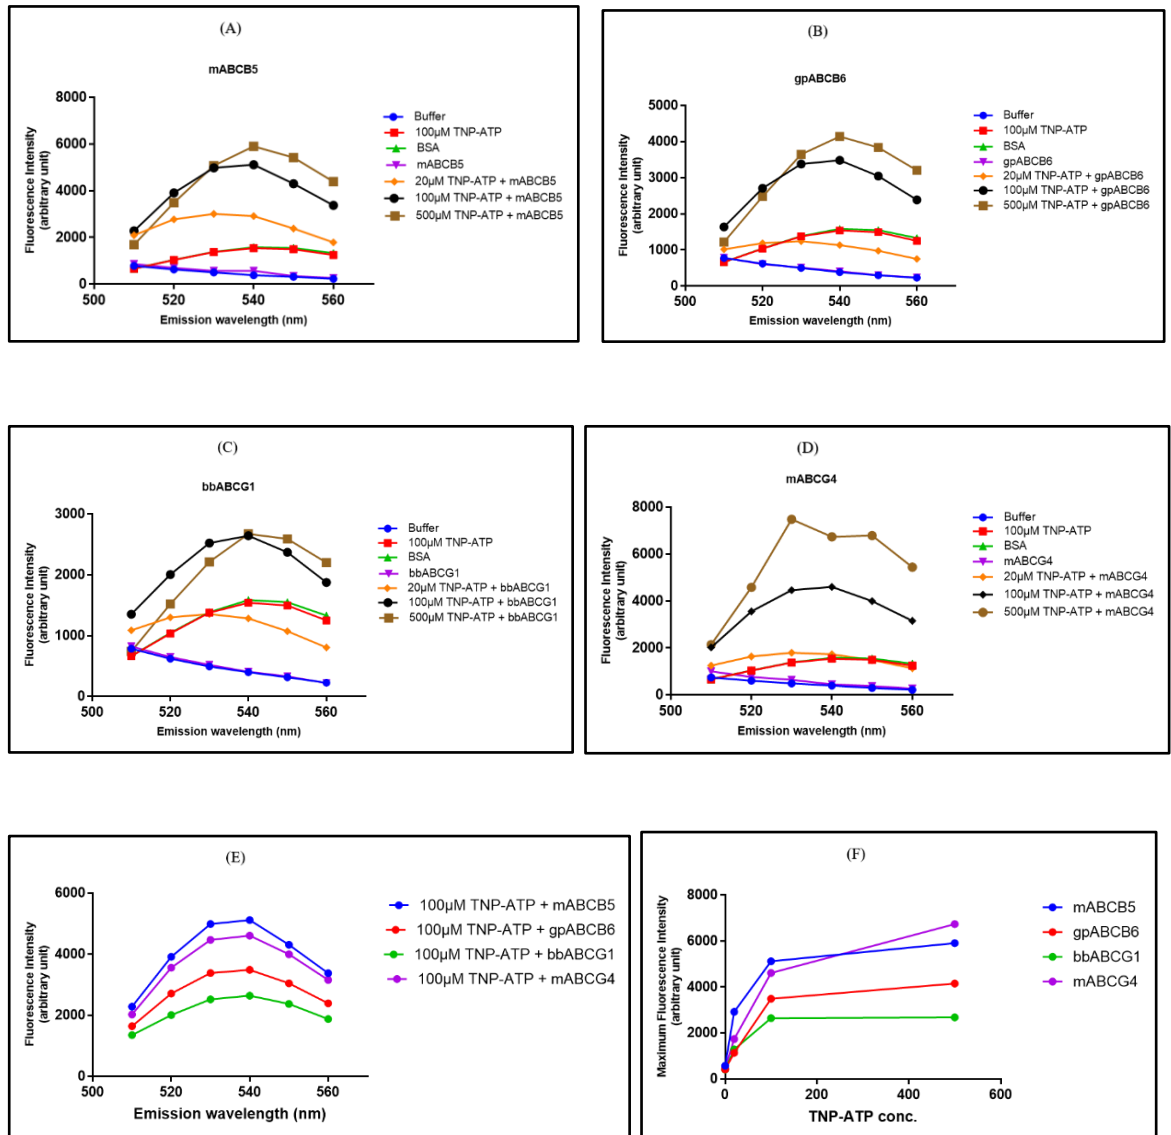 (A)
mABCB5
Fluorescence Intensity
(arbitrary unit)
8000
6000
4000
2000
0
500
520
540
560
Emission wavelength (nm)
Buffer
100µM TNP-ATP
BSA
mABCB5
20µM TNP-ATP + mABCB5
100µM TNP-ATP + mABCB5
500µM TNP-ATP + mABCB5
(B)
gpABCB6
Fluorescence Intensity
(arbitrary unit)
5000
4000
3000
2000
1000
0
500
520
540
560
Emission wavelength (nm)
Buffer
100µM TNP-ATP
BSA
gpABCB6
20µM TNP-ATP + gpABCB6
100µM TNP-ATP + gpABCB6
500µM TNP-ATP + gpABCB6
(C)
bbABCG1
Fluorescence Intensity
(arbitrary unit)
3000
2000
1000
0
500
520
540
560
Emission wavelength (nm)
Buffer
100µM TNP-ATP
BSA
bbABCG1
20µM TNP-ATP + bbABCG1
100µM TNP-ATP + bbABCG1
500µM TNP-ATP + bbABCG1
(D)
mABCG4
Fluorescence Intensity
(arbitrary unit)
8000
6000
4000
2000
0
500
520
540
560
Emission wavelength (nm)
Buffer
100µM TNP-ATP
BSA
mABCG4
20µM TNP-ATP + mABCG4
100µM TNP-ATP + mABCG4
500µM TNP-ATP + mABCG4
(E)
Fluorescence Intensity
(arbitrary unit)
6000
4000
2000
0
500
520
540
560
Emission wavelength (nm)
100µM TNP-ATP + mABCB5
100µM TNP-ATP + gpABCB6
100µM TNP-ATP + bbABCG1
100µM TNP-ATP + mABCG4
(F)
Maximum Fluorescence Intensity
(arbitrary unit)
8000
6000
4000
2000
0
0
200
400
600
TNP-ATP conc.
mABCB5
gpABCB6
bbABCG1
mABCG4